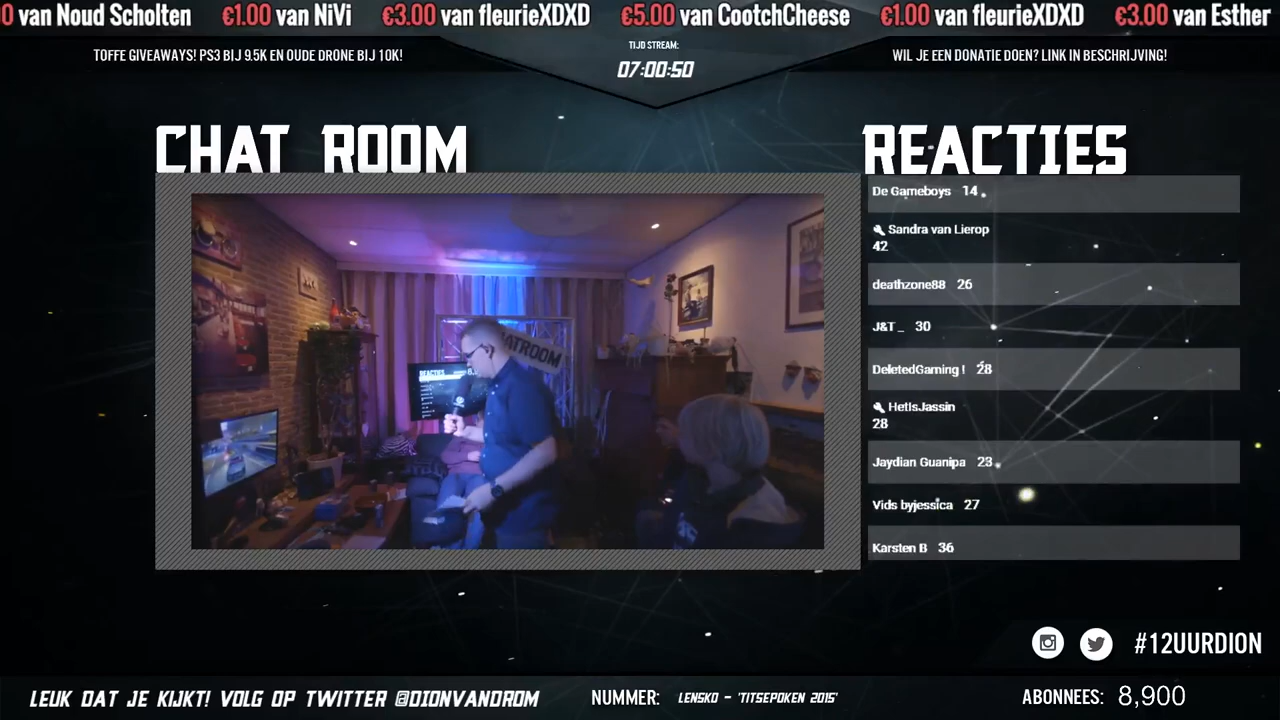 0 van Noud Scholten €1.00 van NiVi €3.00 van fleurieXDXD €5.00 van CootchCheese €1.00 van fleurieXDXD €3.00 van Esther
TOFFE GIVEAWAYS! PS3 BIJ 9.5K EN OUDE DRONE BIJ 10K!
TIJD STREAM:
07:00:50
WIL JE EEN DONATIE DOEN? LINK IN BESCHRIJVING!
CHAT ROOM
REACTIES
De Gameboys 14
Sandra van Lierop
42
deathzone88 26
J&T_ 30
DeletedGaming ! 28
HetIsJassin
28
Jaydian Guanipa 23
Vids byjessica 27
Karsten B 36
ATROOM
REACTIES
#12UURDION
LEUK DAT JE KIJKT! VOLG OP TWITTER @DIONVANDROM
NUMMER: LENSKO - 'TITSEPOKEN 2015'
ABONNEES: 8,900